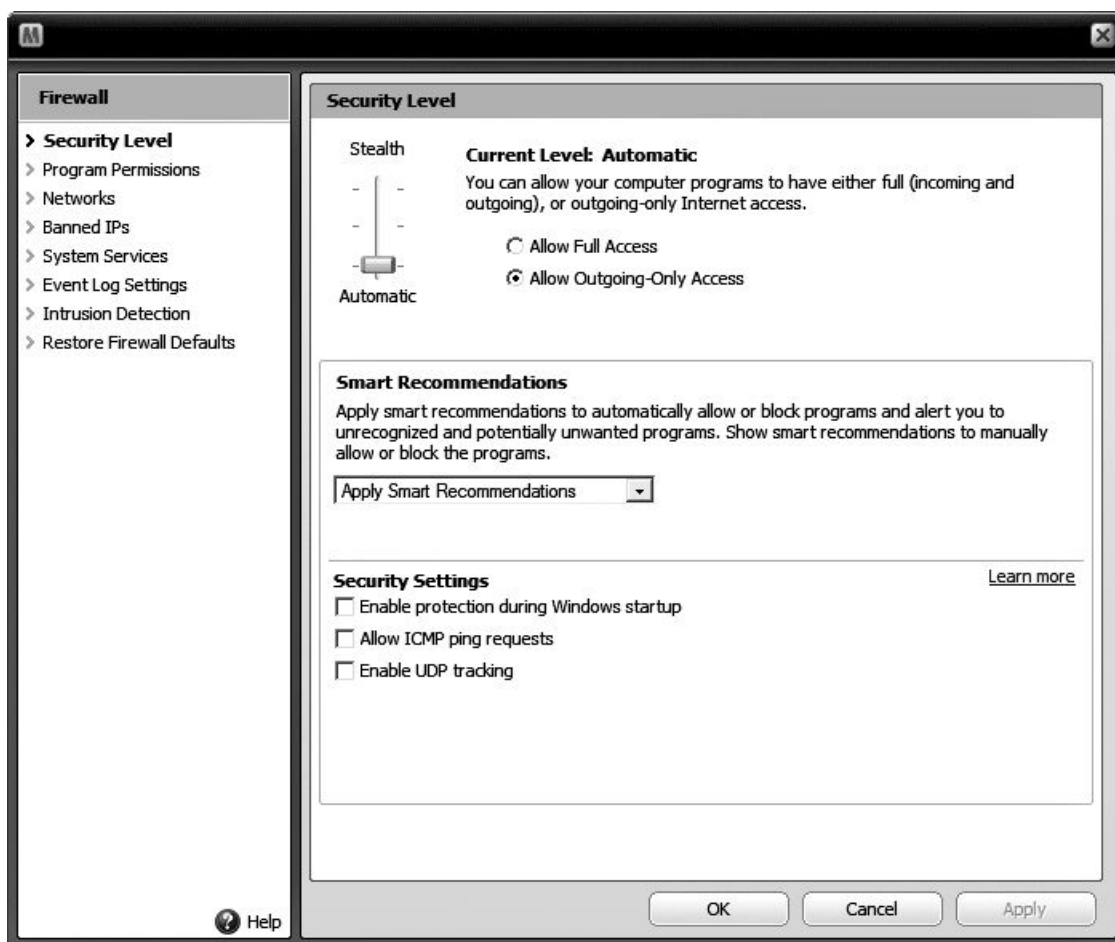 M
Firewall
Security Level
Program Permissions
Networks
Banned IPs
System Services
Event Log Settings
Intrusion Detection
Restore Firewall Defaults
Help
Security Level
Stealth
Automatic
Current Level: Automatic
You can allow your computer programs to have either full (incoming and
outgoing), or outgoing-only Internet access.
Allow Full Access
Allow Outgoing-Only Access
Smart Recommendations
Apply smart recommendations to automatically allow or block programs and alert you to
unrecognized and potentially unwanted programs. Show smart recommendations to manually
allow or block the programs.
Apply Smart Recommendations
Security Settings
Learn more
Enable protection during Windows startup
Allow ICMP ping requests
Enable UDP tracking
OK
Cancel
Apply